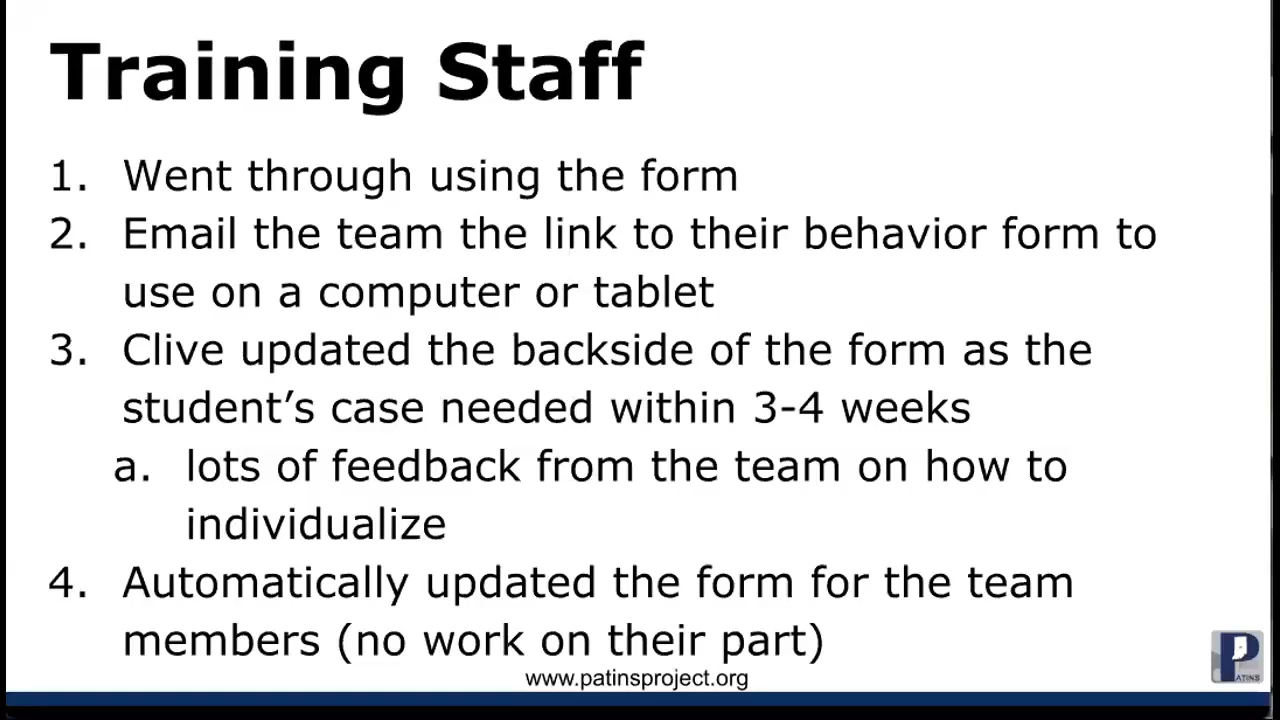 Training Staff
1. Went through using the form
2. Email the team the link to their behavior form to
use on a computer or tablet
3. Clive updated the backside of the form as the
student’s case needed within 3-4 weeks
a. lots of feedback from the team on how to
individualize
4. Automatically updated the form for the team
members (no work on their part)
www.patinsproject.org
PATINS